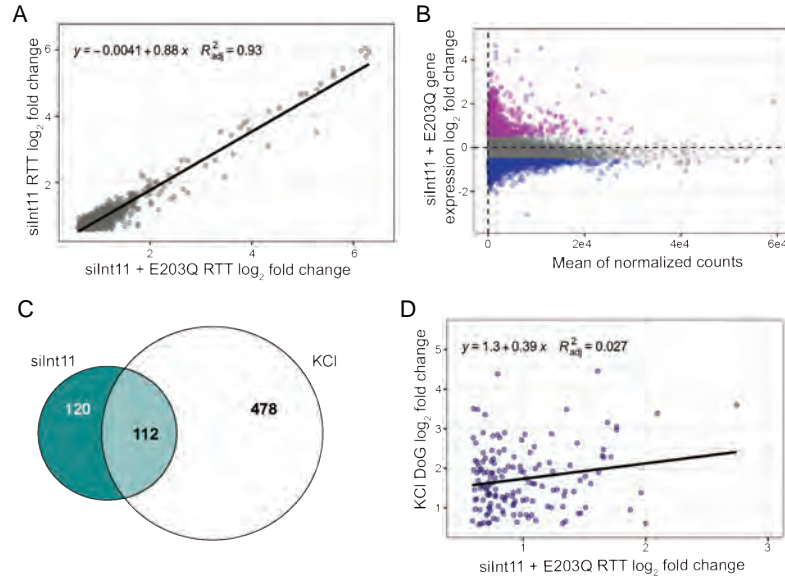 A
y = −0.0041 + 0.88 x R²adj = 0.93
siInt11 RTT log₂ fold change
6
4
2
2
4
6
siInt11 + E203Q RTT log₂ fold change
B
siInt11 + E203Q gene
expression log₂ fold change
4
2
0
-2
0
2e4
4e4
6e4
Mean of normalized counts
C
siInt11
KCl
120
112
478
D
y = 1.3 + 0.39 x R²adj = 0.027
KCl DoG log₂ fold change
5
4
3
2
1
1
2
3
siInt11 + E203Q RTT log₂ fold change